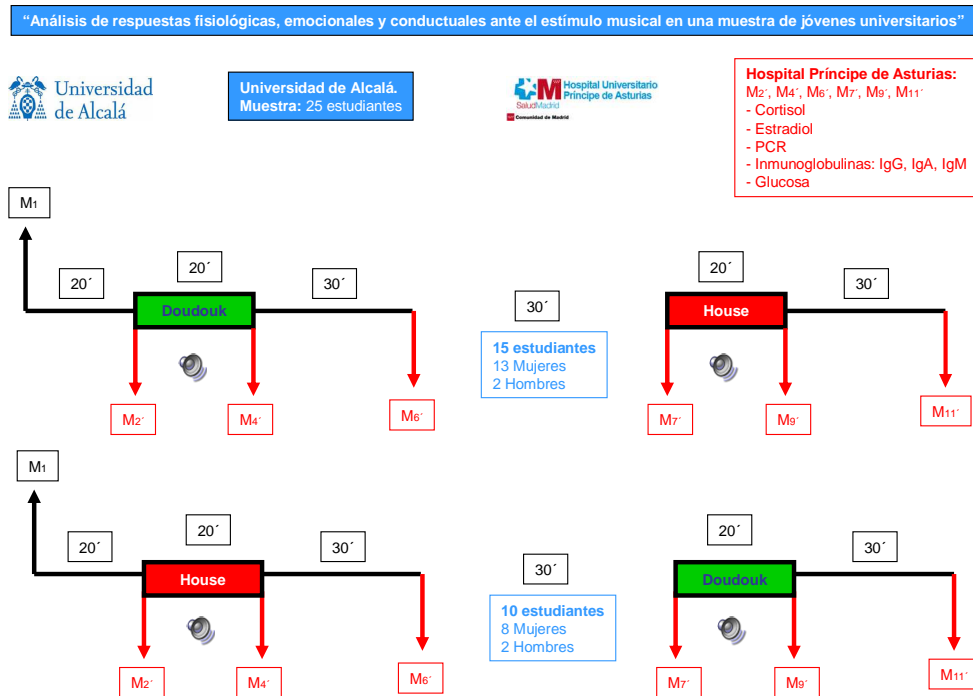 “Análisis de respuestas fisiológicas, emocionales y conductuales ante el estímulo musical en una muestra de jóvenes universitarios”
Universidad
de Alcalá
Universidad de Alcalá.
Muestra: 25 estudiantes
Hospital Universitario
Príncipe de Asturias
SaludMadrid
Comunidad de Madrid
Hospital Príncipe de Asturias:
M2´, M4´, M6´, M7´, M9´, M11´
- Cortisol
- Estradiol
- PCR
- Inmunoglobulinas: IgG, IgA, IgM
- Glucosa
M1
20´
20´
30´
Doudouk
M2´
M4´
M6´
30´
15 estudiantes
13 Mujeres
2 Hombres
20´
30´
House
M7´
M9´
M11´
M1
20´
20´
30´
House
M2´
M4´
M6´
30´
10 estudiantes
8 Mujeres
2 Hombres
20´
30´
Doudouk
M7´
M9´
M11´